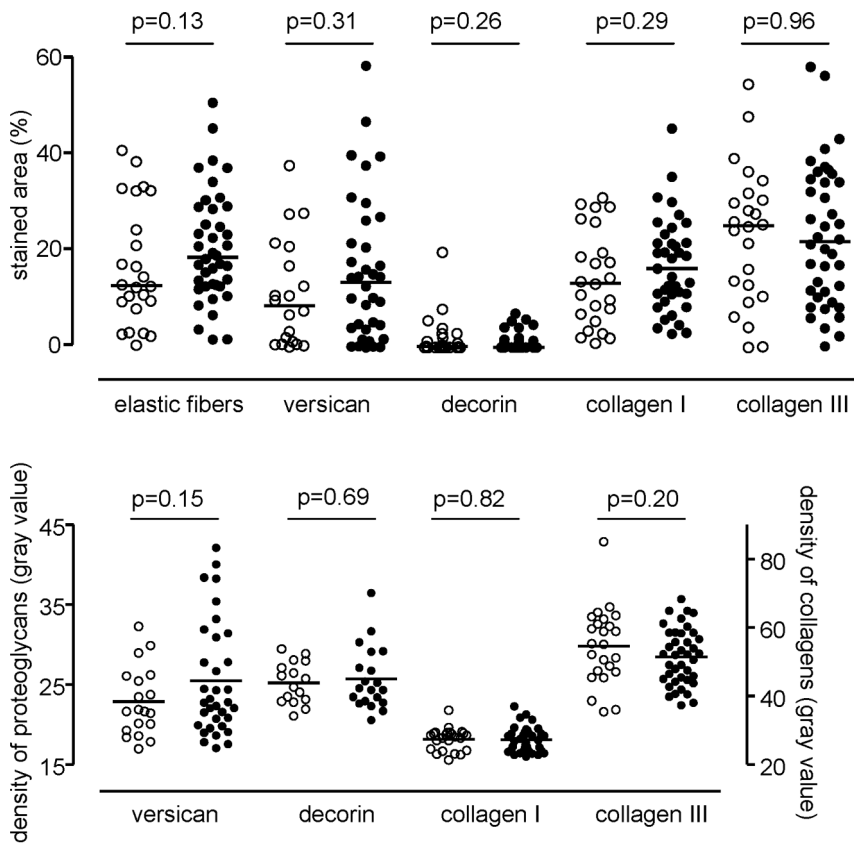 p=0.13 p=0.31 p=0.26 p=0.29 p=0.96
60
40
20
0
stained area (%)
elastic fibers versican decorin collagen I collagen III
p=0.15 p=0.69 p=0.82 p=0.20
45
35
25
15
density of proteoglycans (gray value)
80
60
40
20
density of collagens (gray value)
versican decorin collagen I collagen III